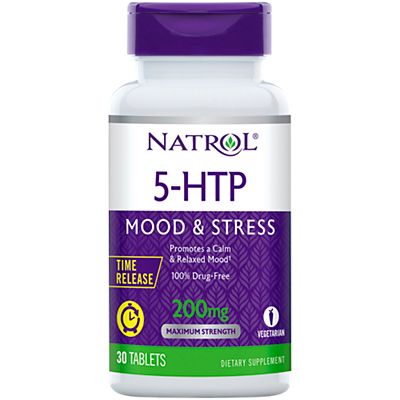 NATROL®
5-HTP
MOOD & STRESS
Promotes a Calm
& Relaxed Mood†
100% Drug-Free
TIME
RELEASE
200mg
MAXIMUM STRENGTH
VEGETARIAN
30 TABLETS
DIETARY SUPPLEMENT